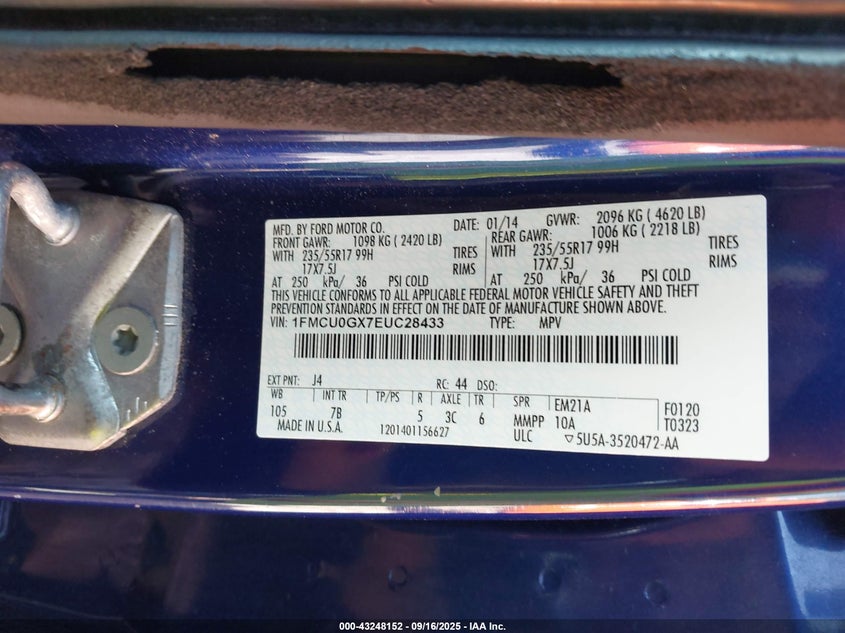 MFD. BY FORD MOTOR CO. DATE: 01/14 GVWR: 2096 KG ( 4620 LB)
FRONT GAWR: 1098 KG ( 2420 LB) REAR GAWR: 1006 KG ( 2218 LB)
WITH 235/55R17 99H TIRES WITH 235/55R17 99H TIRES
17X7.5J RIMS 17X7.5J RIMS
AT 250 kPa/ 36 PSI COLD AT 250 kPa/ 36 PSI COLD
THIS VEHICLE CONFORMS TO ALL APPLICABLE FEDERAL MOTOR VEHICLE SAFETY AND THEFT
PREVENTION STANDARDS IN EFFECT ON THE DATE OF MANUFACTURE SHOWN ABOVE.
VIN: 1FMCU0GX7EUC28433 TYPE: MPV
EXT PNT: J4 RC: 44 DSO:
WB INT TR TP/PS R AXLE TR SPR EM21A F0120
105 7B 5 3C 6 MMPP 10A T0323
MADE IN U.S.A. 1201401156627 ULC ▽5U5A-3520472-AA
000-43248152 - 09/16/2025 - IAA Inc.